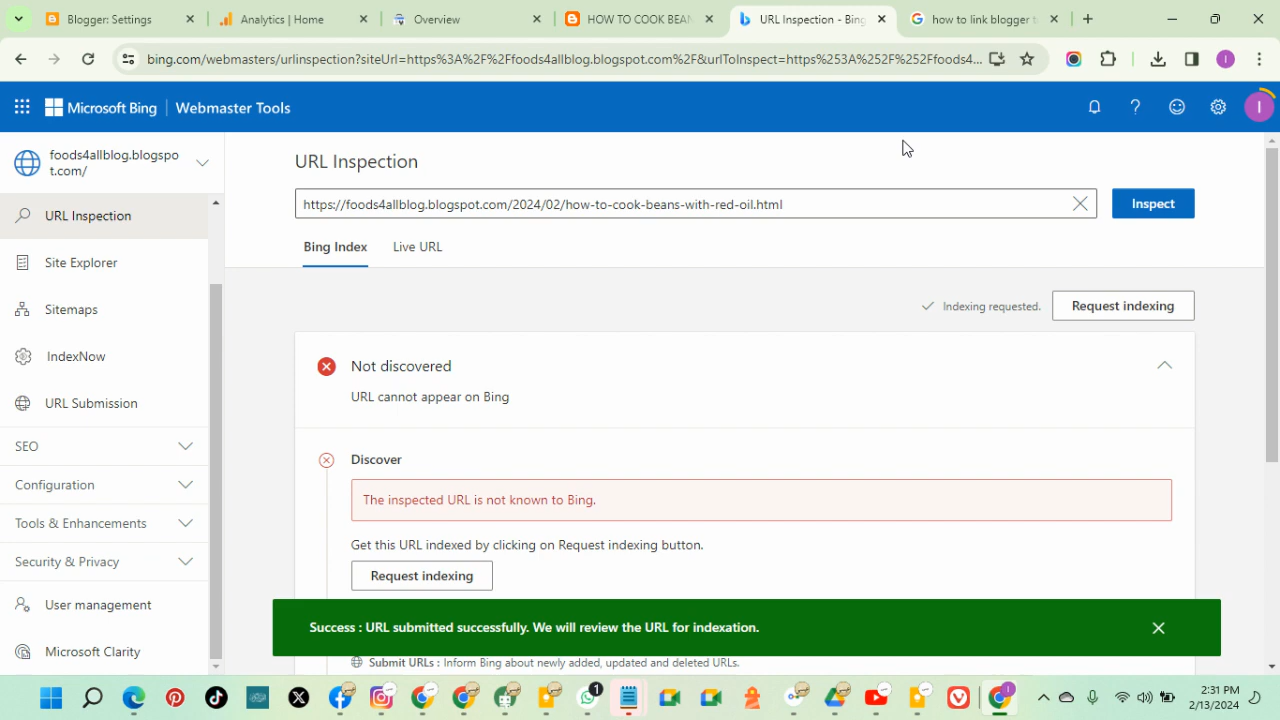 Blogger: Settings
Analytics | Home
Overview
HOW TO COOK BEAN
URL Inspection - Bing
how to link blogger to
bing.com/webmasters/urlinspection?siteUrl=https%3A%2F%2Ffoods4allblog.blogspot.com%2F&urlToInspect=https%253A%252F%252Ffoods4...
I
Microsoft Bing
Webmaster Tools
I
foods4allblog.blogspo
t.com/
URL Inspection
Site Explorer
Sitemaps
IndexNow
URL Submission
SEO
Configuration
Tools & Enhancements
Security & Privacy
User management
Microsoft Clarity
URL Inspection
https://foods4allblog.blogspot.com/2024/02/how-to-cook-beans-with-red-oil.html
Inspect
Bing Index
Live URL
Indexing requested.
Request indexing
Not discovered
URL cannot appear on Bing
Discover
The inspected URL is not known to Bing.
Get this URL indexed by clicking on Request indexing button.
Request indexing
Success : URL submitted successfully. We will review the URL for indexation.
Submit URLs : Inform Bing about newly added, updated and deleted URLs.
1
2:31 PM
2/13/2024